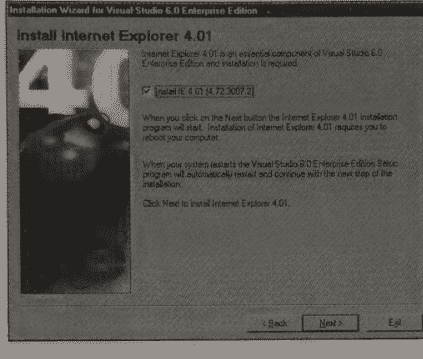 Installation Wizard for Visual Studio 6.0 Enterprise Edition
Install Internet Explorer 4.01
Internet Explorer 4.01 is an essential component of Visual Studio 6.0
Enterprise Edition and installation is required.
Install IE 4.01 (4.72.3007.2)
When you click on the Next button the Internet Explorer 4.01 installation
program will start. Installation of Internet Explorer 4.01 requires you to
reboot your computer.
When your system restarts the Visual Studio 6.0 Enterprise Edition Setup
program will automatically restart and continue with the next step of the
installation.
Click Next to install Internet Explorer 4.01.
< Back Next > Exit